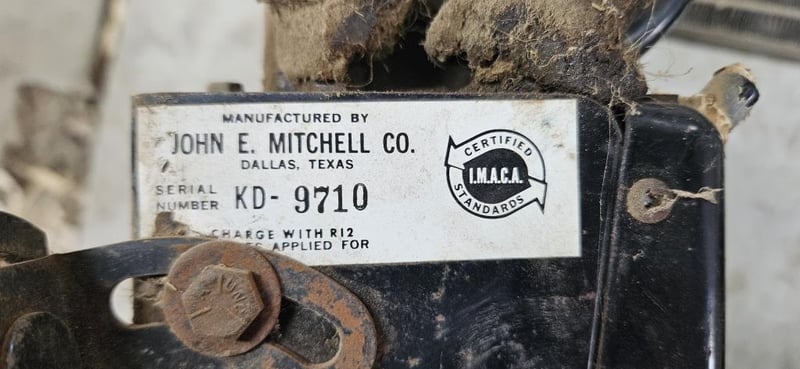 MANUFACTURED BY
JOHN E. MITCHELL CO.
DALLAS, TEXAS
SERIAL
NUMBER KD- 9710
CHARGE WITH R12
APPLIED FOR
CERTIFIED
I.M.A.C.A.
STANDARDS